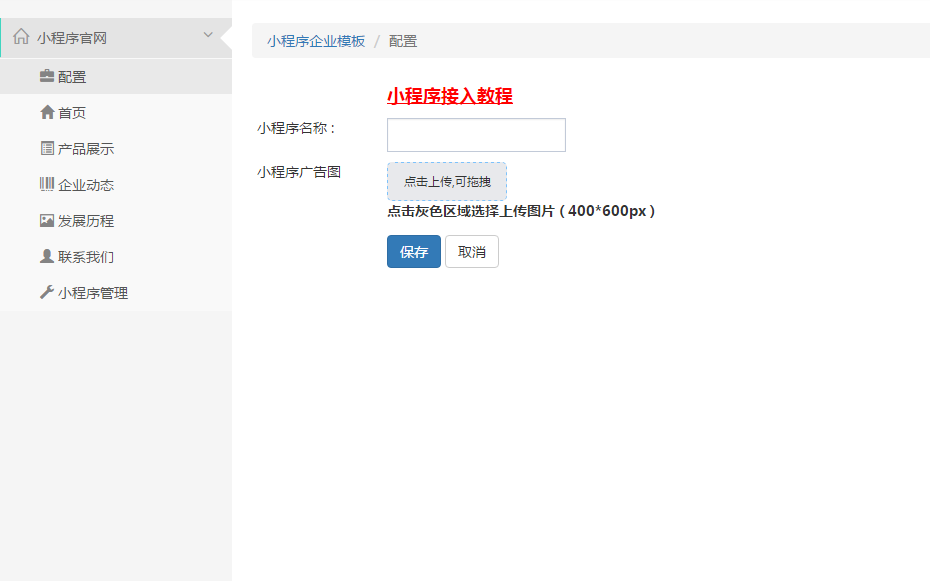 小程序官网
配置
首页
产品展示
企业动态
发展历程
联系我们
小程序管理
小程序企业模板 / 配置
小程序接入教程
小程序名称：
小程序广告图
点击上传,可拖拽
点击灰色区域选择上传图片（400*600px）
保存 取消